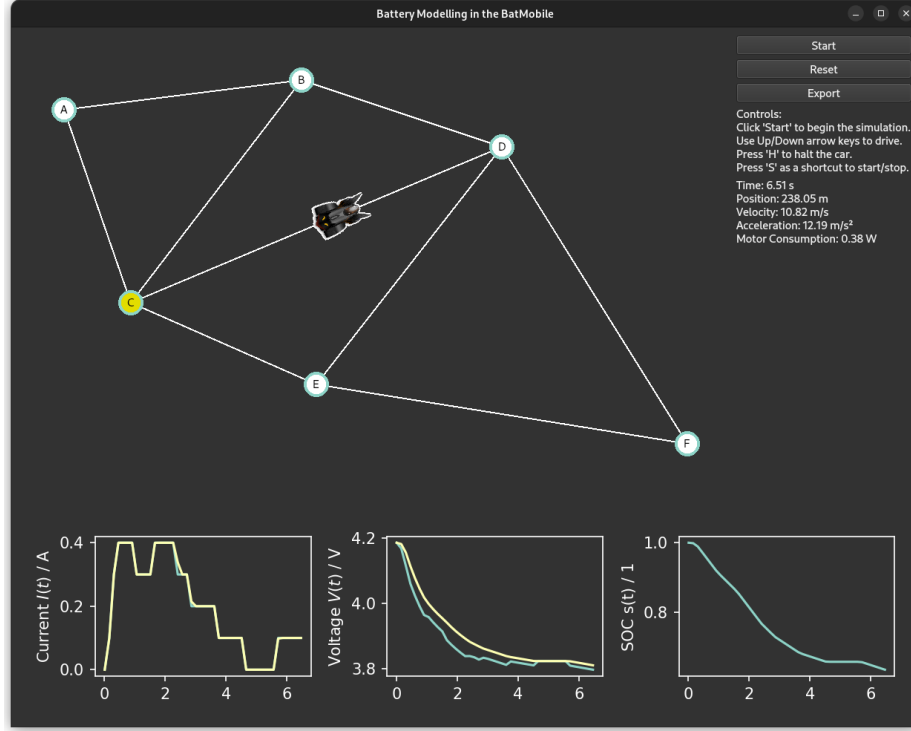 Battery Modelling in the BatMobile
Start
Reset
Export
Controls:
Click 'Start' to begin the simulation.
Use Up/Down arrow keys to drive.
Press 'H' to halt the car.
Press 'S' as a shortcut to start/stop.
Time: 6.51 s
Position: 238.05 m
Velocity: 10.82 m/s
Acceleration: 12.19 m/s²
Motor Consumption: 0.38 W
A
B
D
C
E
F
Current I(t) / A
0.4
0.2
0.0
0 2 4 6
Voltage V(t) / V
4.2
4.0
3.8
0 2 4 6
SOC s(t) / 1
1.0
0.8
0 2 4 6